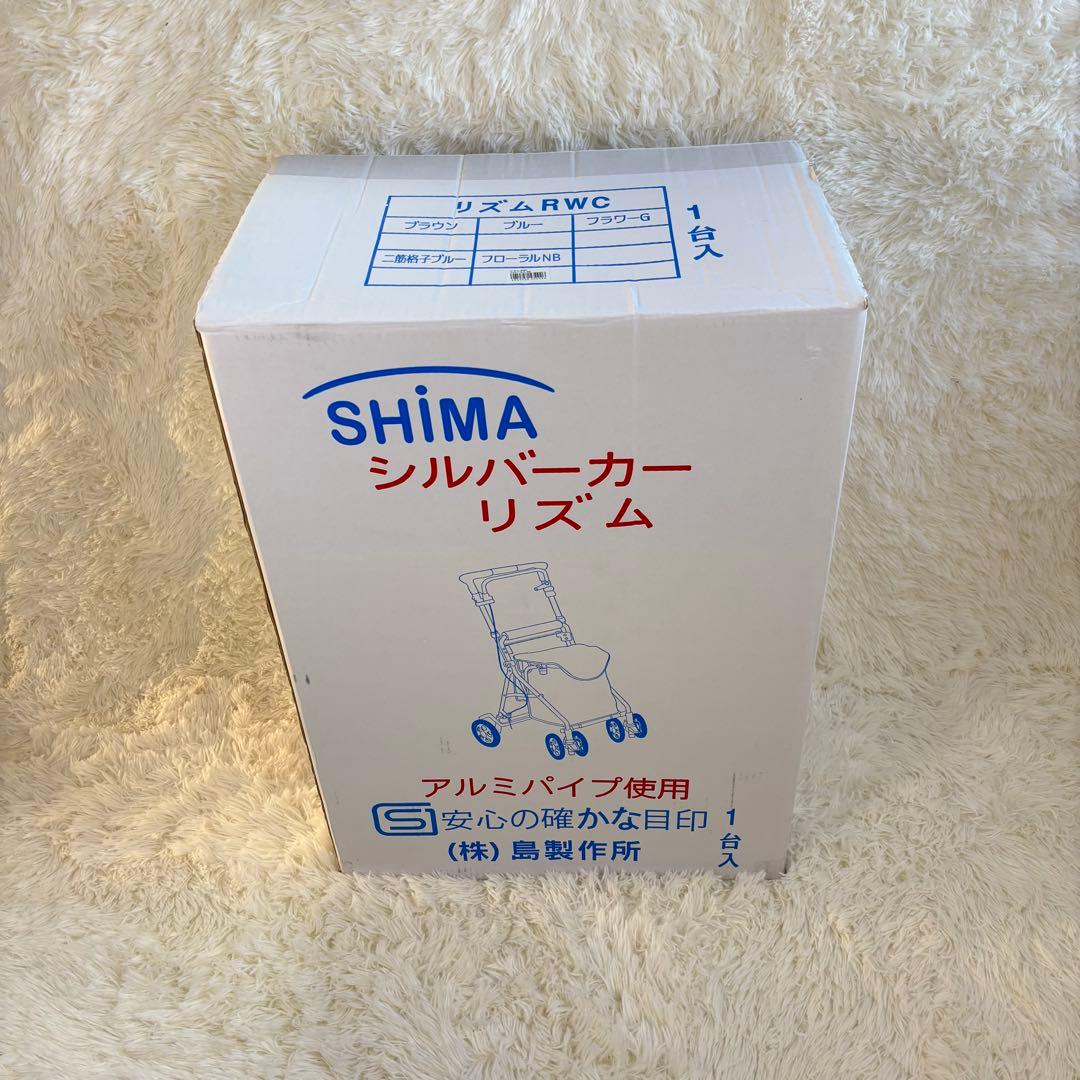 リズムRWC
ブラウン ブルー フラワーG
二筋格子ブルー フローラルNB
1台入
SHiMA
シルバーカー
リズム
アルミパイプ使用
S 安心の確かな目印
(株)島製作所
1台入